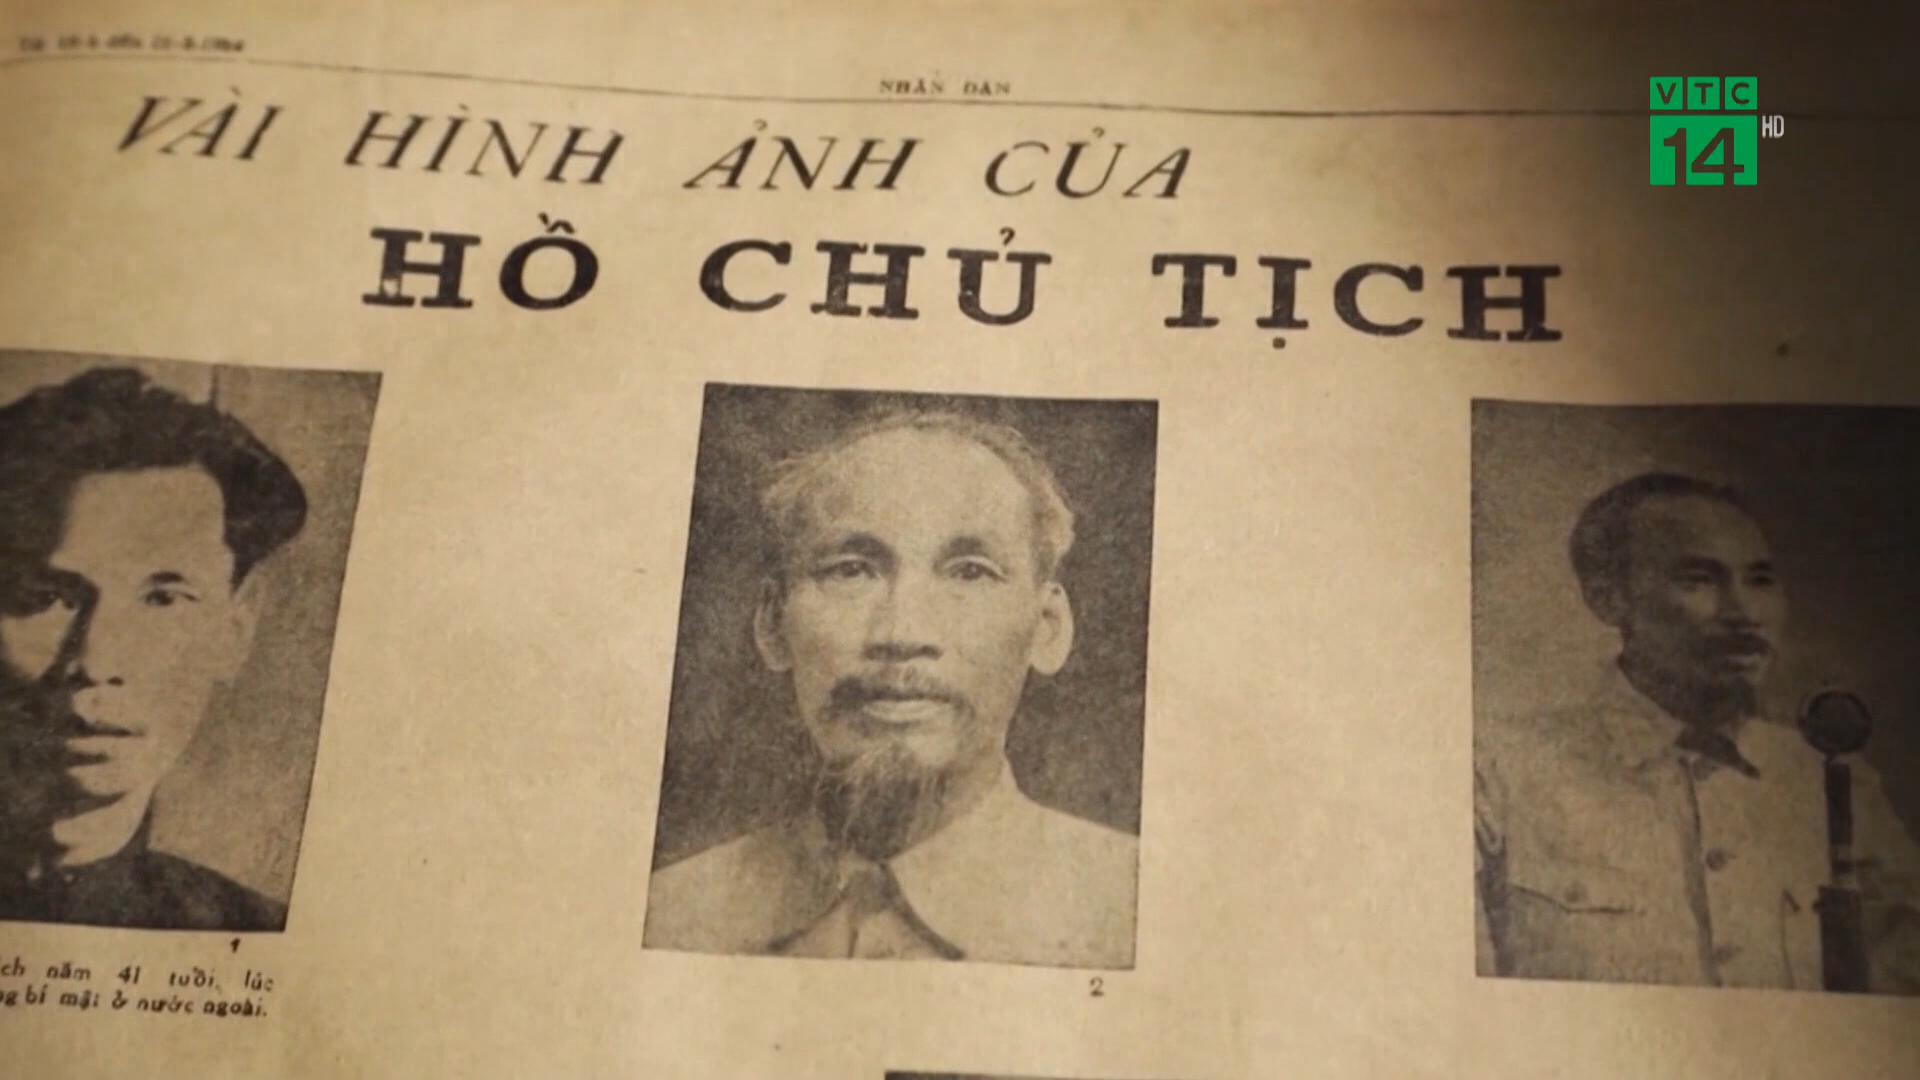 NHÂN DÂN
VTC
14 HD
VÀI HÌNH ẢNH CỦA
HỒ CHỦ TỊCH
1
ch năm 41 tuổi, lúc
ng bí mật ở nước ngoài.
2